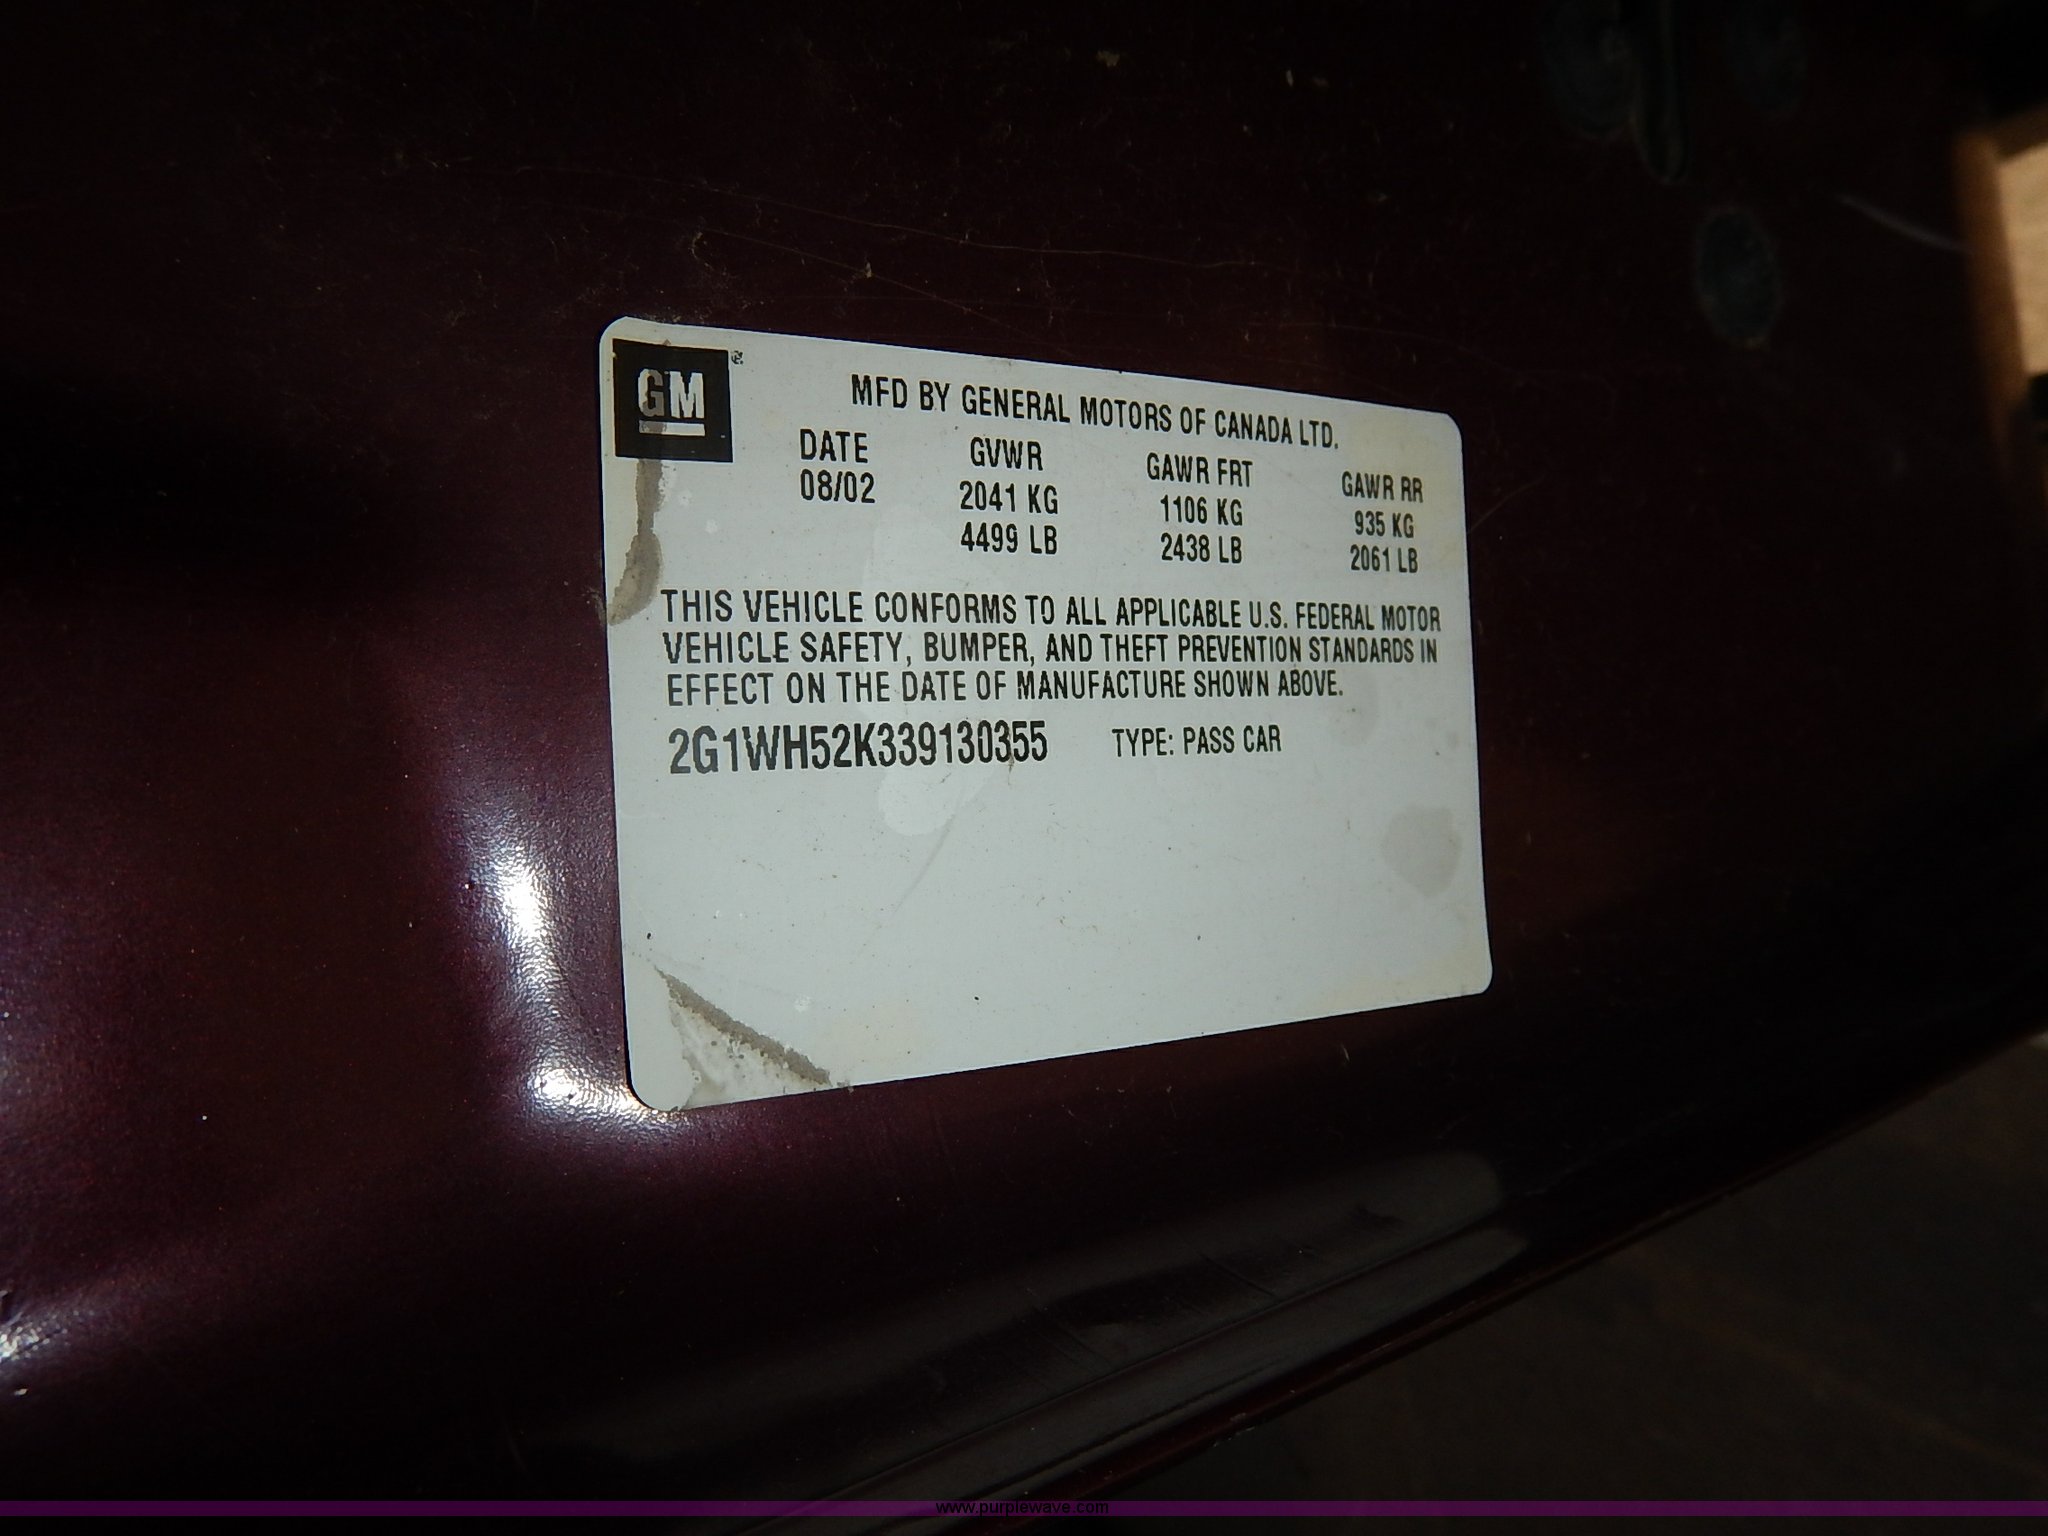 GM
MFD BY GENERAL MOTORS OF CANADA LTD.
DATE GVWR GAWR FRT GAWR RR
08/02 2041 KG 1106 KG 935 KG
4499 LB 2438 LB 2061 LB
THIS VEHICLE CONFORMS TO ALL APPLICABLE U.S. FEDERAL MOTOR
VEHICLE SAFETY, BUMPER, AND THEFT PREVENTION STANDARDS IN
EFFECT ON THE DATE OF MANUFACTURE SHOWN ABOVE.
2G1WH52K339130355 TYPE: PASS CAR
www.purplewave.com